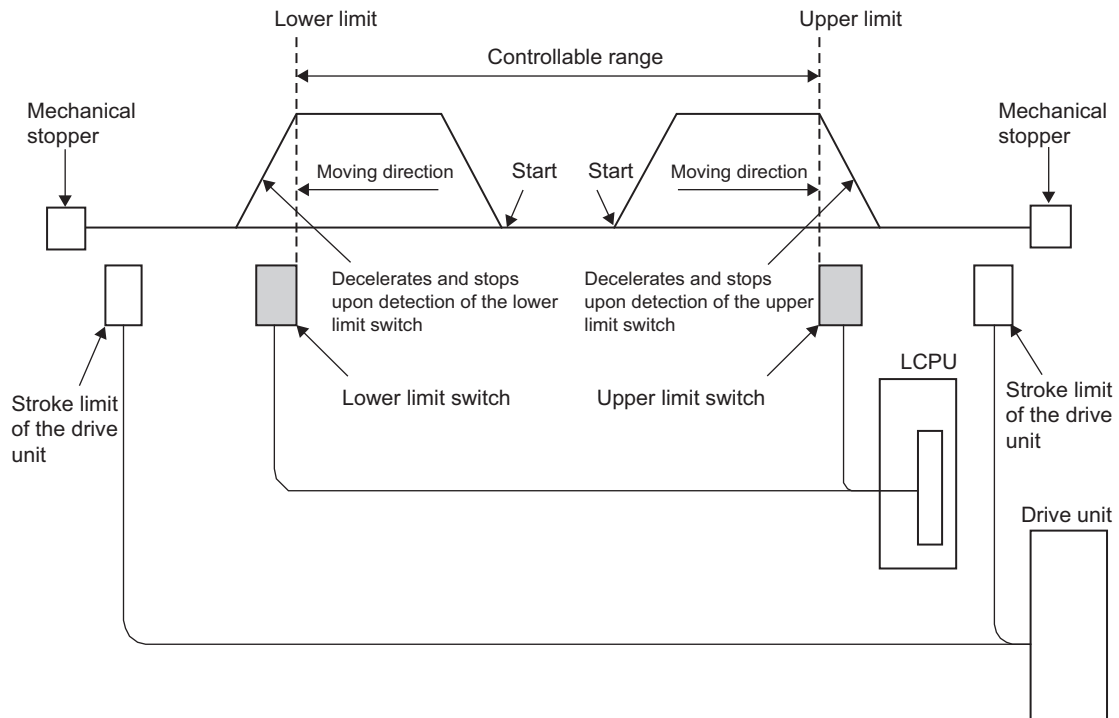 Lower limit
Upper limit
Controllable range
Mechanical
stopper
Mechanical
stopper
Moving direction
Start
Start
Moving direction
Decelerates and stops
upon detection of the lower
limit switch
Decelerates and stops
upon detection of the upper
limit switch
LCPU
Stroke limit
of the drive
unit
Lower limit switch
Upper limit switch
Stroke limit
of the drive
unit
Drive unit